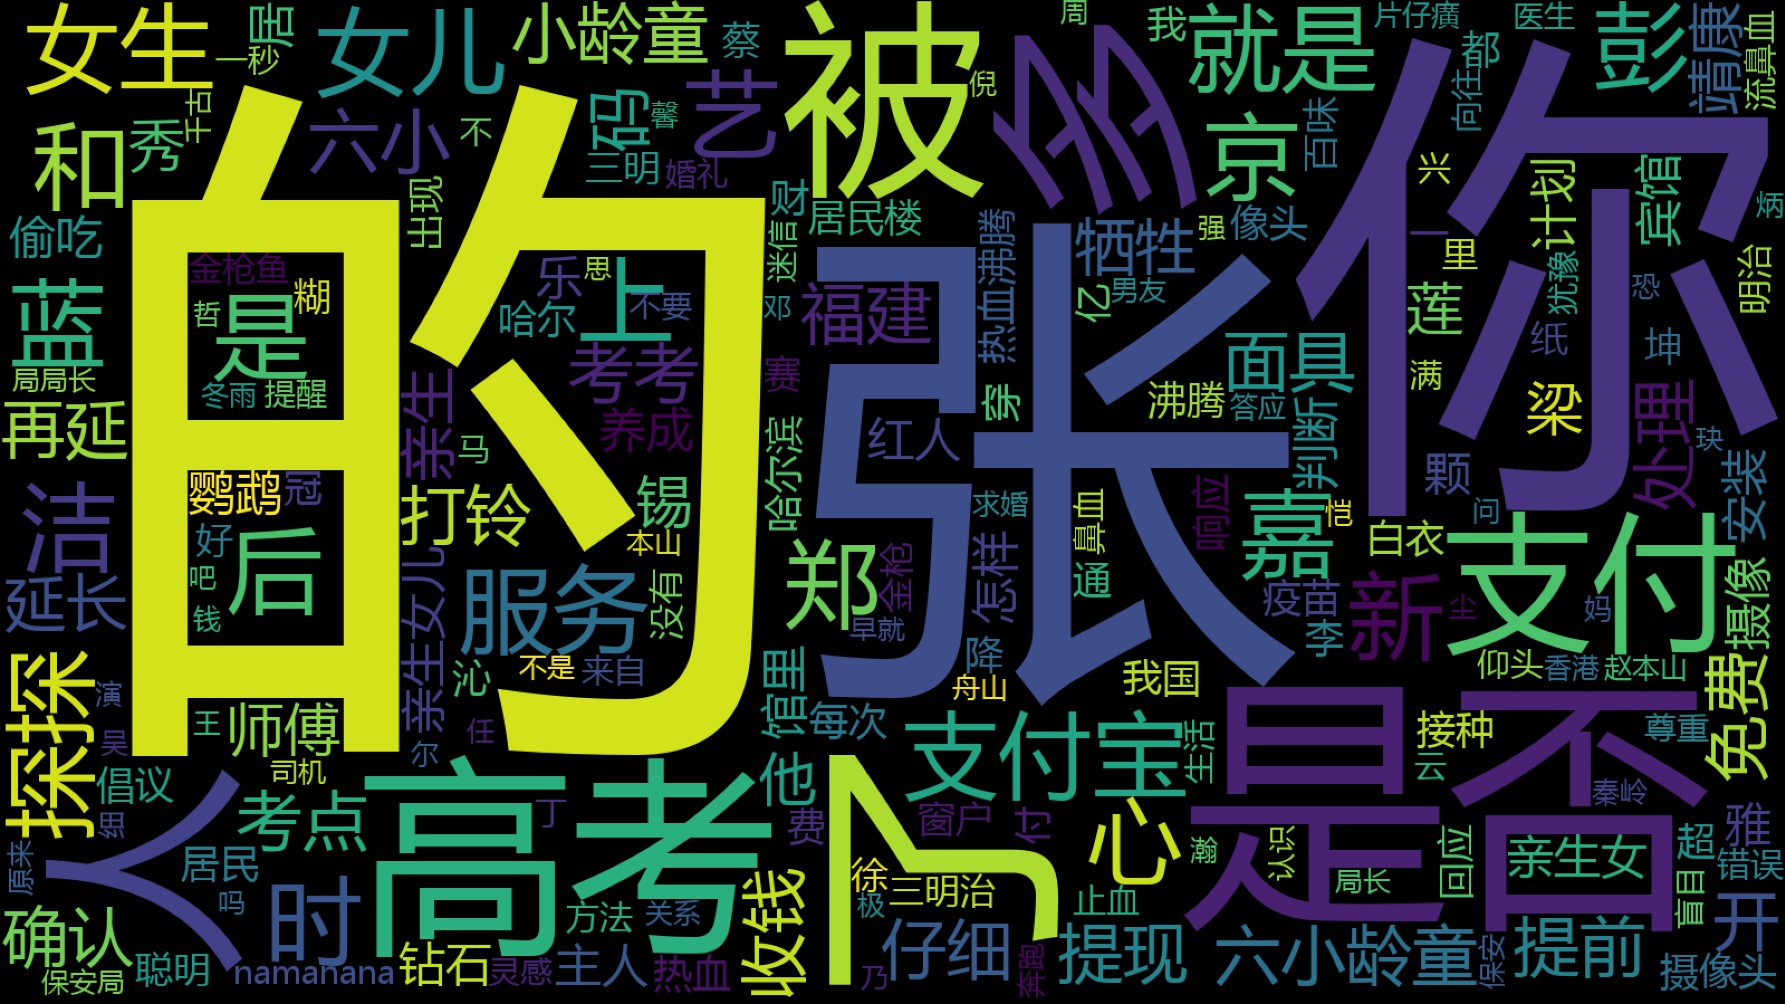 女生
一秒
居
女儿
小龄童
蔡
被
多
周
我
就是
片仔癀
医生
都
彭
靖康
流鼻血
和
秀
千古
六小
不
码
馨
艺
三明
婚礼
倪
京
百味
向往
你
偷吃
出现
的
财
居民楼
迷信
沸腾
热血沸腾
牺牲
强
像头
兴
一
里
计划
宾馆
炳
金枪鱼
糊
哲
是
乐
思
上
不要
哈尔
邓
福建
张
亿
男友
莲
犹豫
恐
明治
蓝
局局长
冬雨
提醒
考考
赛
面具
纸
坤
满
再延
亲生
养成
马
红人
穿
沸腾
答应
判断
梁
处理
玦
鹦鹉
冠
打铃
锡
哈尔滨
求婚
鼻血
响应
嘉
恺
颗
问
安装
洁
好
后
吧
钱
本山
郑
金枪
怎样
通
白衣
支付
延长
亲生女儿
服务
没有
早就
疫苗
李
新
尘
妈
摄像
探探
演
不是
来自
沁
馆里
降
舟山
我国
仰头
香港
赵本山
免费
吴
王
师傅
尔
任
每次
支付宝
生活
是否
接种
云
尊重
司机
倡议
人
考点
高考
丁
他
费
卜
窗户
付
心
瀚
认识
回应
秦岭
亲生女
超
雅
错误
原来
居民
吗
时
方法
关系
收钱
徐
三明治
极
止血
局长
盲目
开
确认
保安局
聪明
namanana
钻石
灵感
主人
热血
乃
仔细
奔跑
提现
六小龄童
保安
提前
摄像头